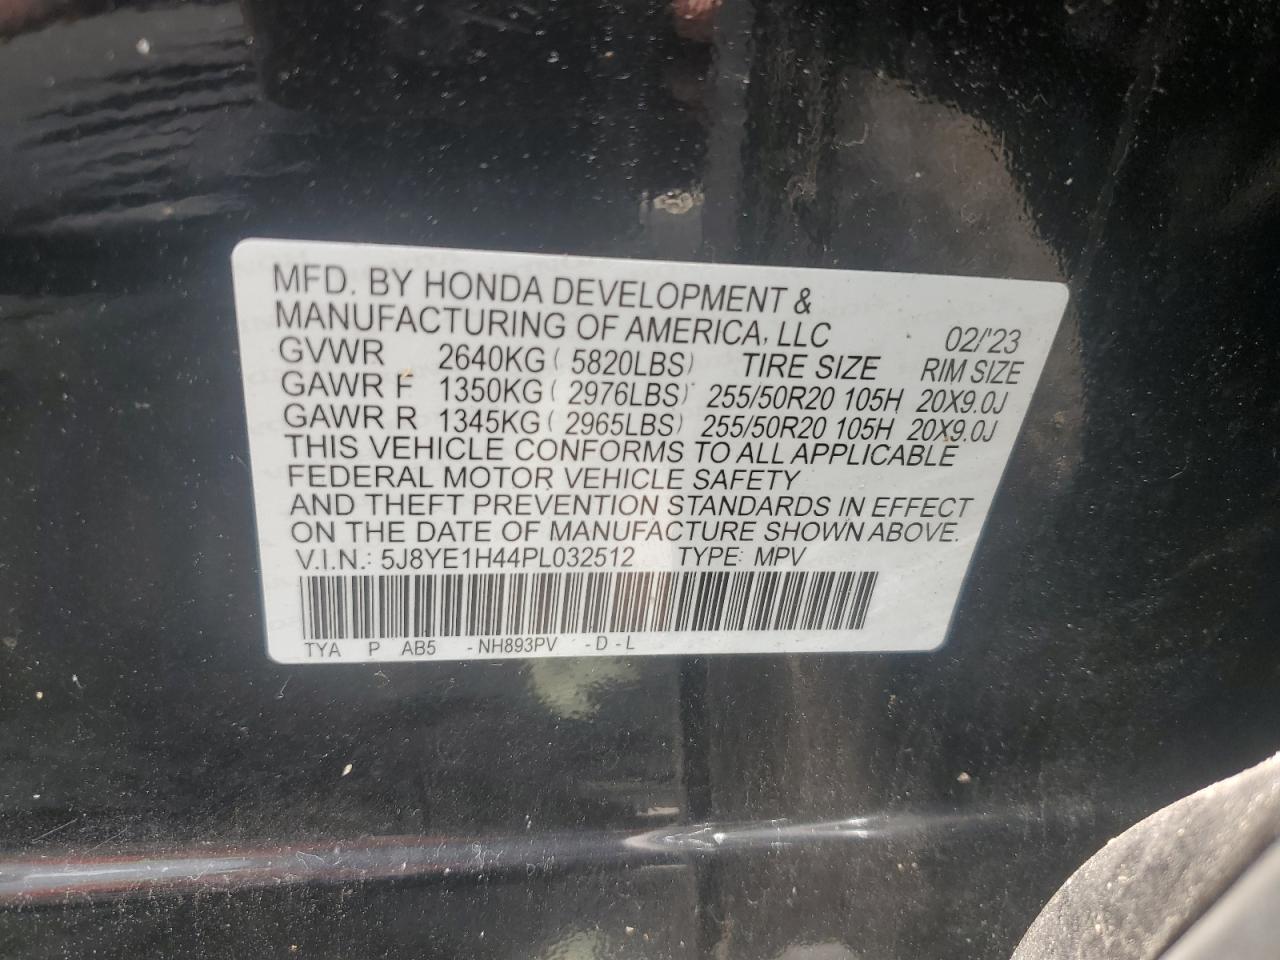 MFD. BY HONDA DEVELOPMENT &
MANUFACTURING OF AMERICA, LLC 02/'23
GVWR 2640KG ( 5820LBS) TIRE SIZE RIM SIZE
GAWR F 1350KG ( 2976LBS) 255/50R20 105H 20X9.0J
GAWR R 1345KG ( 2965LBS) 255/50R20 105H 20X9.0J
THIS VEHICLE CONFORMS TO ALL APPLICABLE
FEDERAL MOTOR VEHICLE SAFETY
AND THEFT PREVENTION STANDARDS IN EFFECT
ON THE DATE OF MANUFACTURE SHOWN ABOVE.
V.I.N.: 5J8YE1H44PL032512 TYPE: MPV
TYA P AB5 -NH893PV -D-L